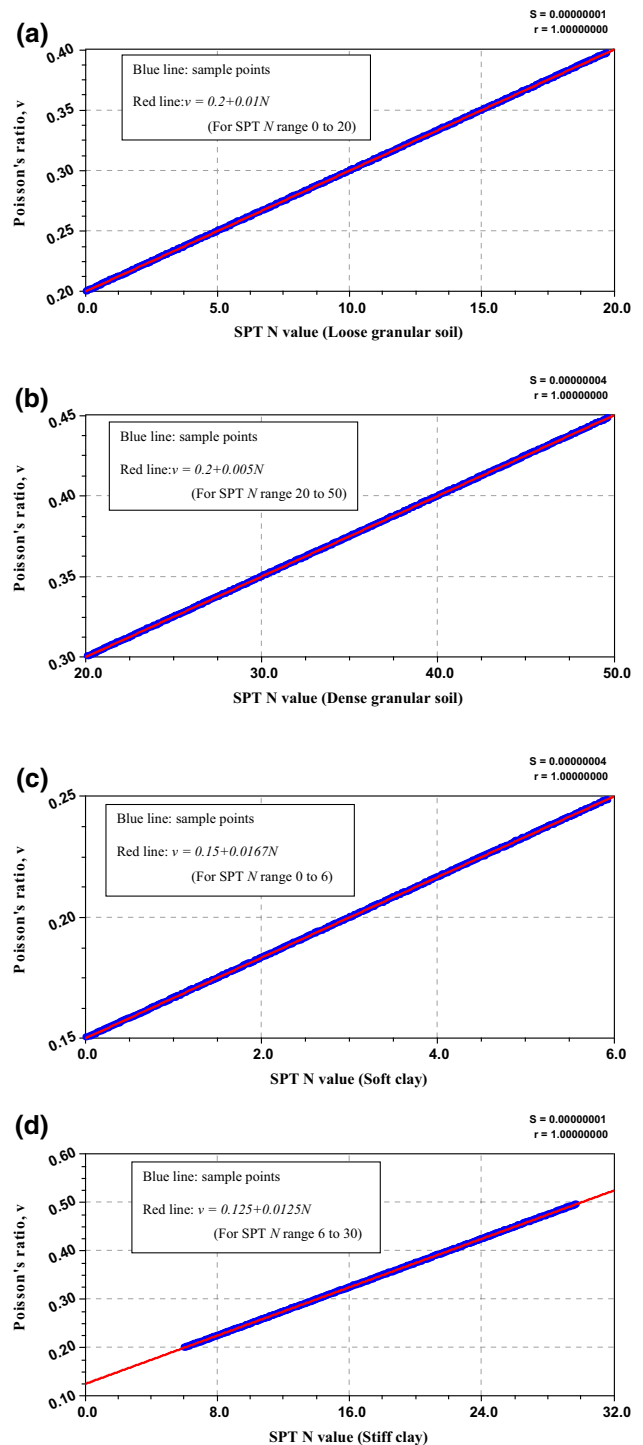 (a)
S = 0.00000001
r = 1.00000000
Poisson's ratio, v
0.40
0.30
0.25
0.20
Blue line: sample points
Red line:v = 0.2+0.01N
(For SPT N range 0 to 20)
0.0 5.0 10.0 15.0 20.0
SPT N value (Loose granular soil)
(b)
S = 0.00000004
r = 1.00000000
Poisson's ratio, v
0.45
0.40
0.35
0.30
Blue line: sample points
Red line:v = 0.2+0.005N
(For SPT N range 20 to 50)
20.0 30.0 40.0 50.0
SPT N value (Dense granular soil)
(c)
S = 0.00000004
r = 1.00000000
Poisson's ratio, v
0.25
0.20
0.15
Blue line: sample points
Red line: v = 0.15+0.0167N
(For SPT N range 0 to 6)
0.0 2.0 4.0 6.0
SPT N value (Soft clay)
(d)
S = 0.00000001
r = 1.00000000
Poisson's ratio, v
0.60
0.50
0.40
0.30
0.20
0.10
Blue line: sample points
Red line: v = 0.125+0.0125N
(For SPT N range 6 to 30)
0.0 8.0 16.0 24.0 32.0
SPT N value (Stiff clay)